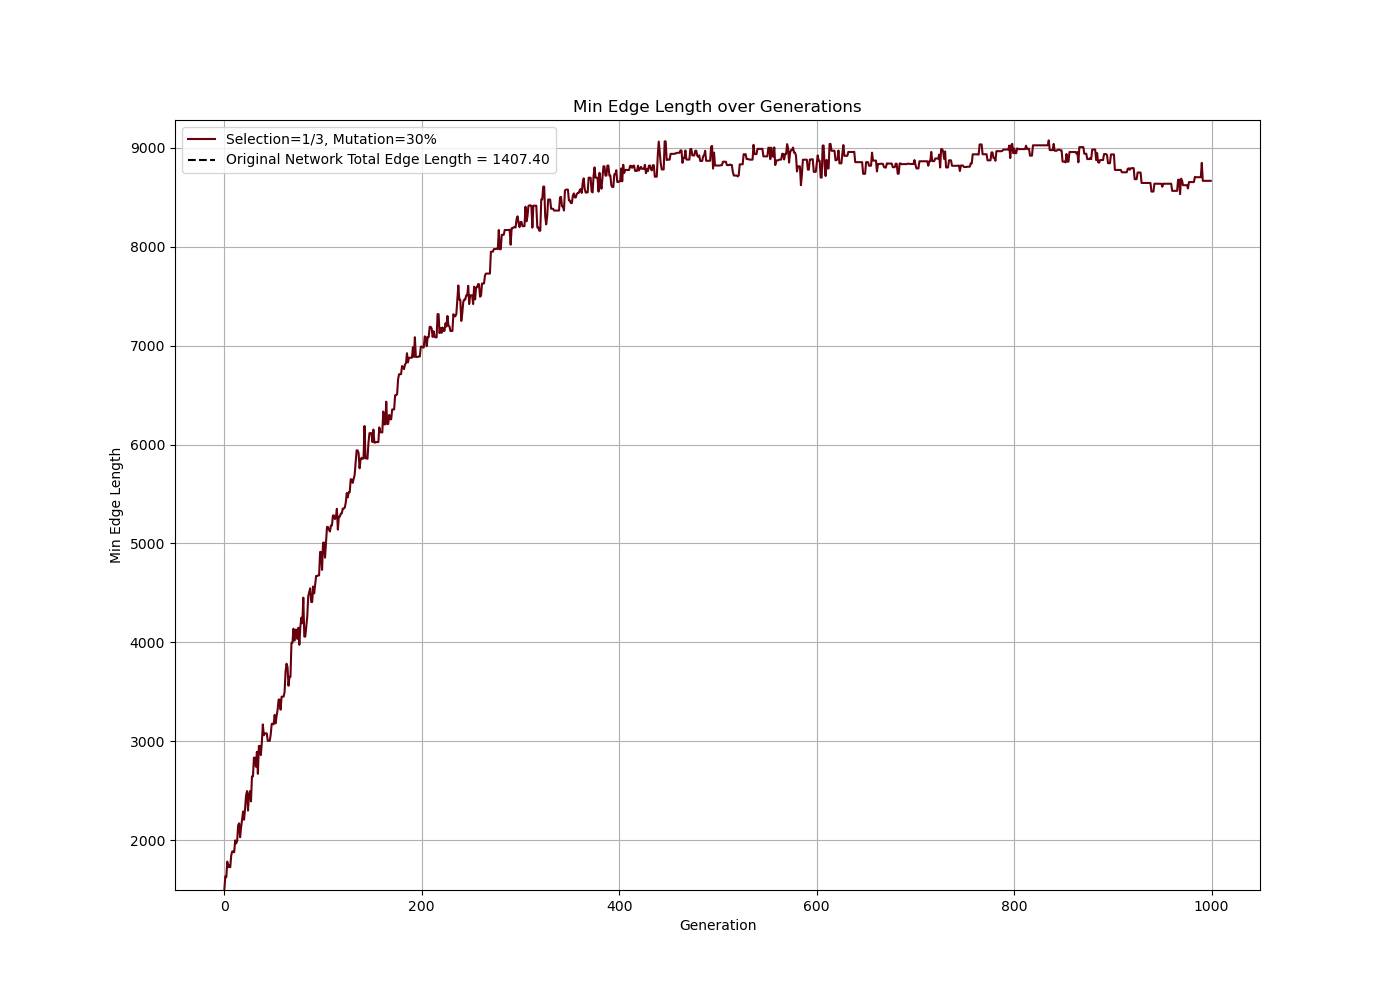 Min Edge Length over Generations
Selection=1/3, Mutation=30%
Original Network Total Edge Length = 1407.40
9000
8000
7000
6000
5000
4000
3000
2000
Min Edge Length
0 200 400 600 800 1000
Generation